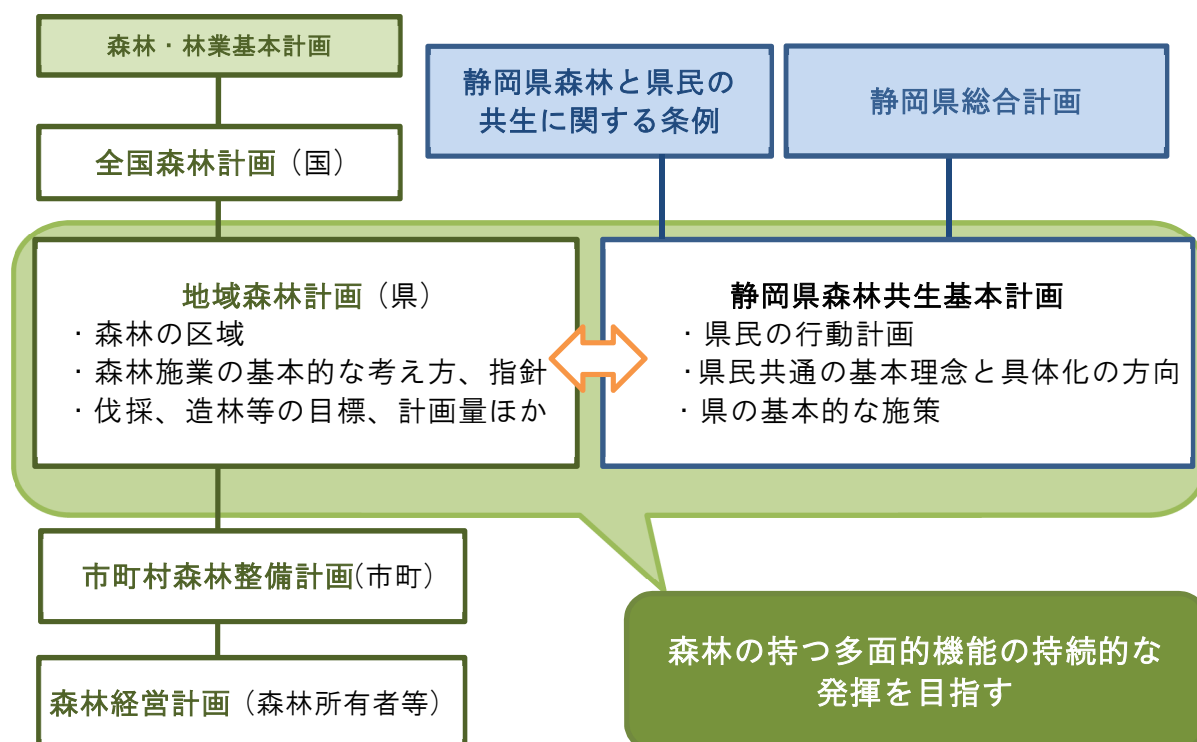 森林・林業基本計画
静岡県森林と県民の
共生に関する条例
静岡県総合計画
全国森林計画（国）
地域森林計画（県）
・森林の区域
・森林施業の基本的な考え方、指針
・伐採、造林等の目標、計画量ほか
静岡県森林共生基本計画
・県民の行動計画
・県民共通の基本理念と具体化の方向
・県の基本的な施策
市町村森林整備計画(市町)
森林経営計画（森林所有者等）
森林の持つ多面的機能の持続的な
発揮を目指す